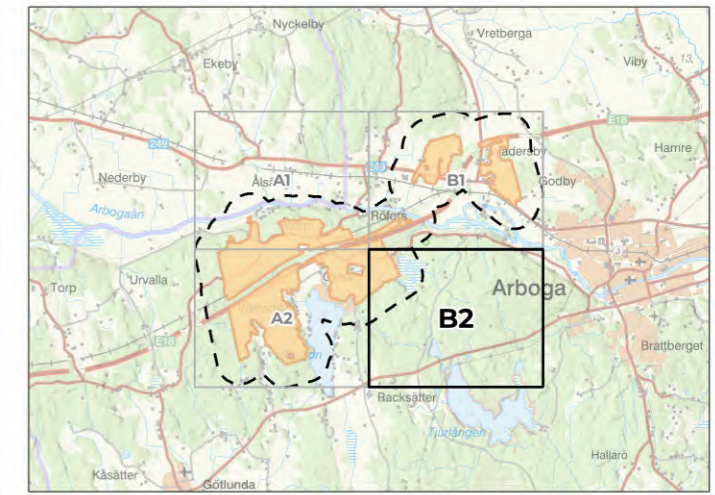 Nyckelby
Vretberga
Ekeby
Viby
13,
E18
249
Hamre
adersby
Nederby
A1
B1
Godby
Arbogaån
Röfors
Torp
Urvalla
Arboga
A2
B2
E18
Brattberget
Racksätter
Tjurlången
Hallarö
Kåsätter
Götlunda